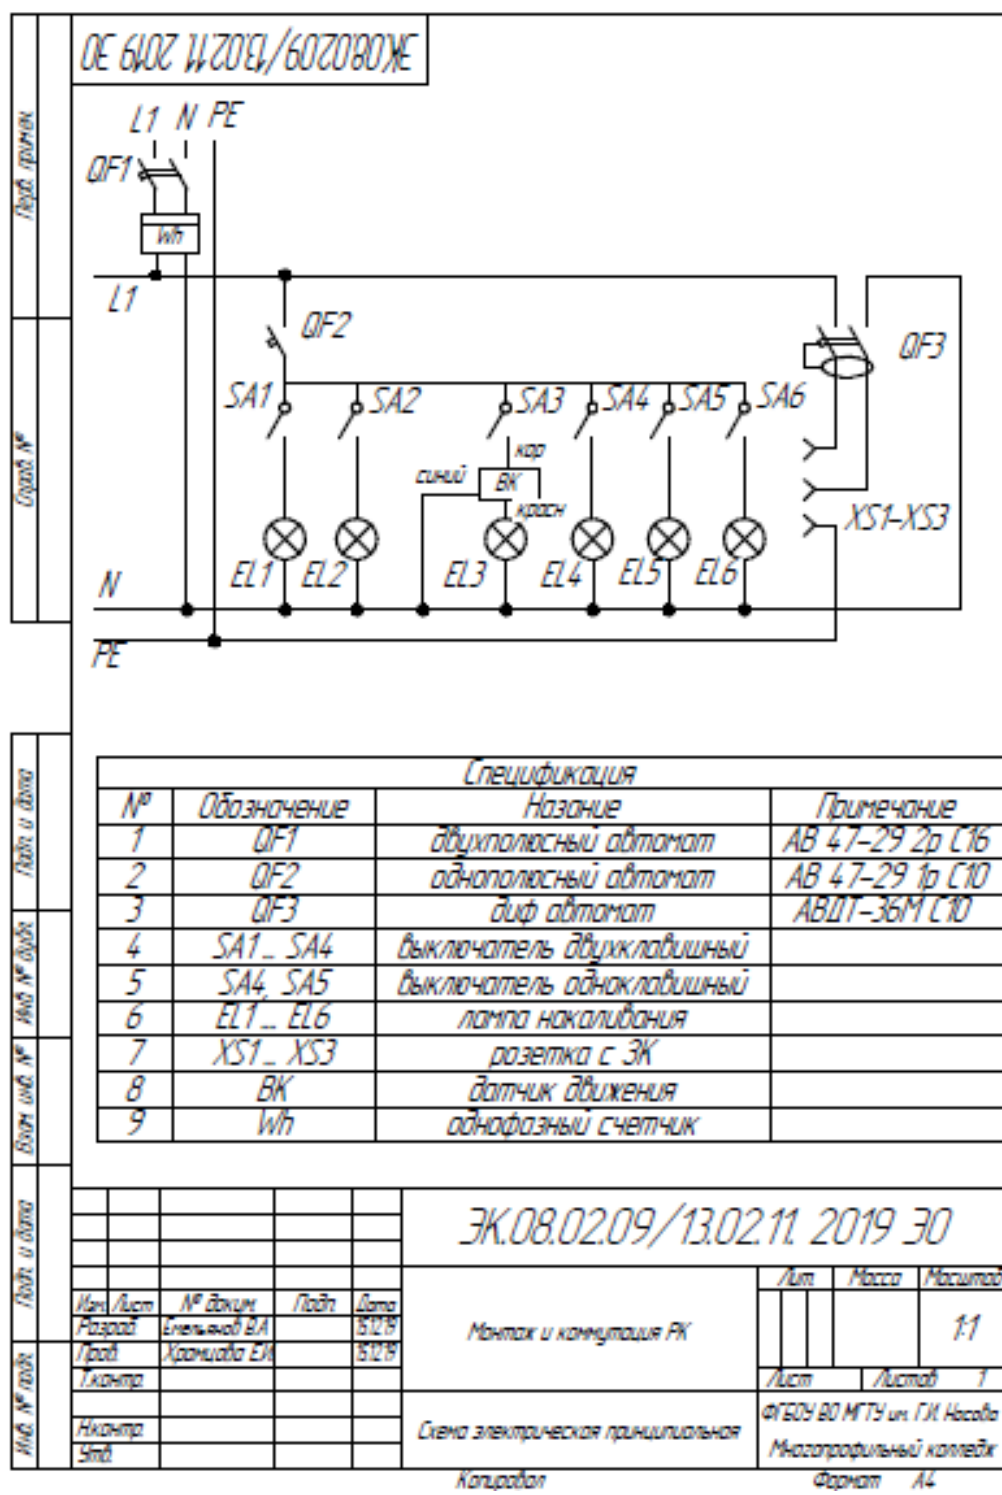 ЭК.08.02.09/13.02.11. 2019 ЭО
Перв. примен.
Справ. №
Подп. и дата
Инв. № дубл.
Взам. инв. №
Подп. и дата
Инв. № подл.
L1 N PE
QF1
Wh
L1
QF2
QF3
SA1 SA2 SA3 SA4 SA5 SA6
кор
синий
ВК
красн
XS1-XS3
EL1 EL2 EL3 EL4 EL5 EL6
N
PE
Спецификация
№ Обозначение Назание Примечание
1 QF1 двухполюсный автомат АВ 47-29 2р С16
2 QF2 однополюсный автомат АВ 47-29 1р С10
3 QF3 диф автомат АВДТ-36М С10
4 SA1... SA4 выключатель двухклавишный
5 SA4, SA5 выключатель одноклавишный
6 EL1... EL6 лампа накаливания
7 XS1... XS3 розетка с ЗК
8 ВК датчик движения
9 Wh однофазный счетчик
ЭК.08.02.09/13.02.11. 2019 ЭО
Изм. Лист № докум. Подп. Дата
Разраб. Емельянов В.А. 15.12.19
Пров. Храмцова Е.И. 15.12.19
Т.контр.
Н.контр.
Утв.
Монтаж и коммутация РК
Схема электрическая принципиальная
Лит. Масса Масштаб
1:1
Лист Листов 1
ФГБОУ ВО МГТУ им. Г.И. Носова
Многопрофильный колледж
Копировал Формат А4